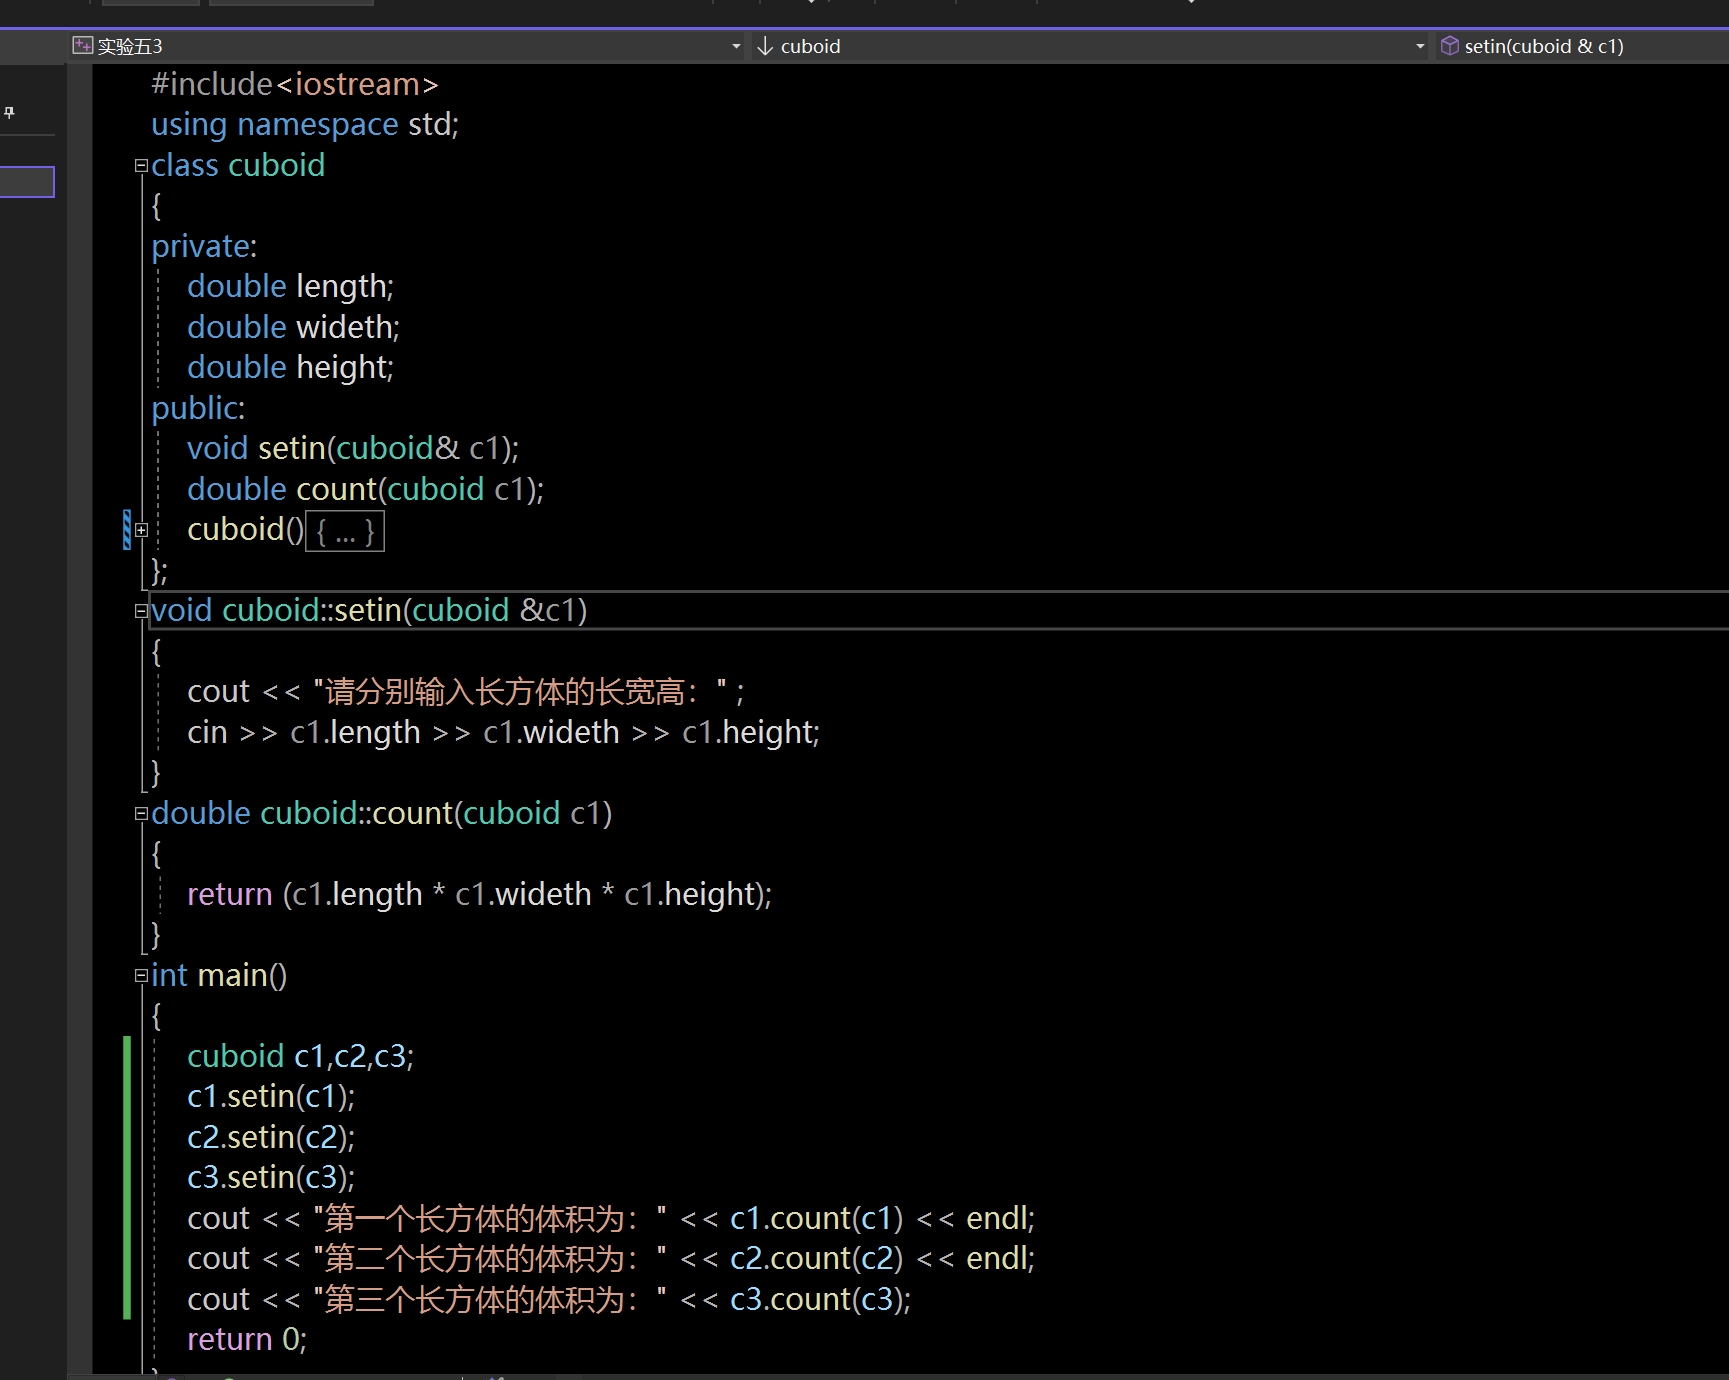 实验五3 cuboid setin(cuboid & c1)
#include<iostream>
using namespace std;
class cuboid
{
private:
double length;
double wideth;
double height;
public:
void setin(cuboid& c1);
double count(cuboid c1);
cuboid(){ ... }
};
void cuboid::setin(cuboid &c1)
{
cout << "请分别输入长方体的长宽高：" ;
cin >> c1.length >> c1.wideth >> c1.height;
}
double cuboid::count(cuboid c1)
{
return (c1.length * c1.wideth * c1.height);
}
int main()
{
cuboid c1,c2,c3;
c1.setin(c1);
c2.setin(c2);
c3.setin(c3);
cout << "第一个长方体的体积为：" << c1.count(c1) << endl;
cout << "第二个长方体的体积为：" << c2.count(c2) << endl;
cout << "第三个长方体的体积为：" << c3.count(c3);
return 0;